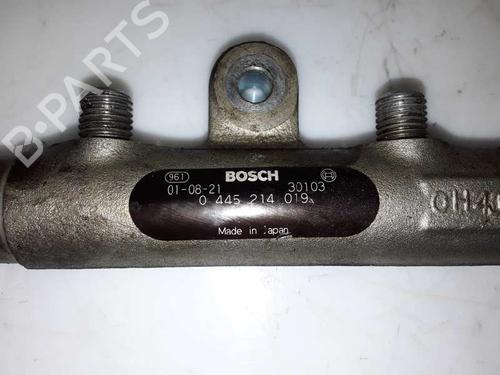 B-PARTS
961 BOSCH
01-08-21 30103
0 445 214 019
Made in Japan